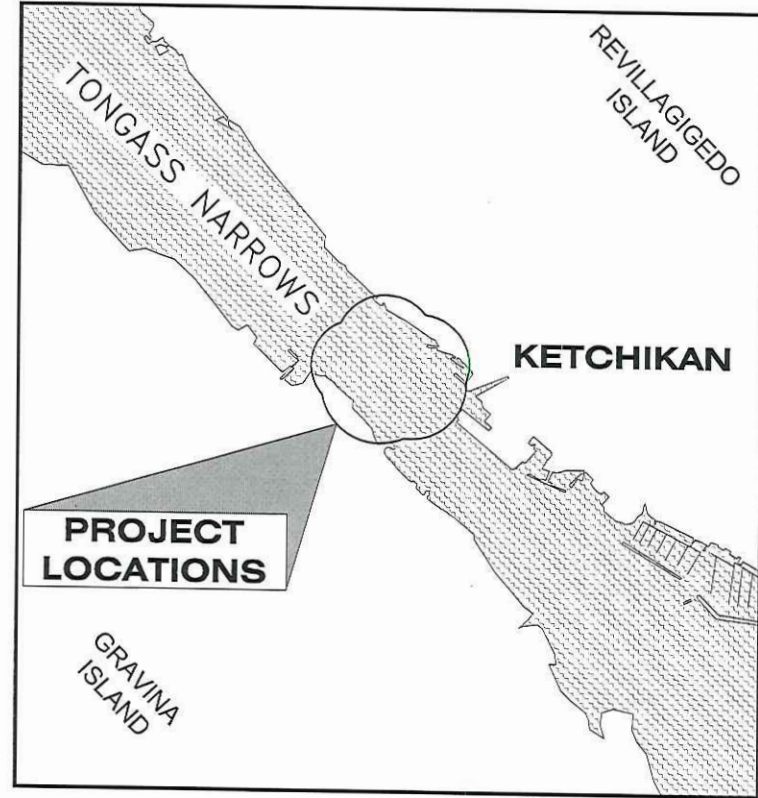 REVILLAGIGEDO
ISLAND
TONGASS NARROWS
KETCHIKAN
PROJECT
LOCATIONS
GRAVINA
ISLAND